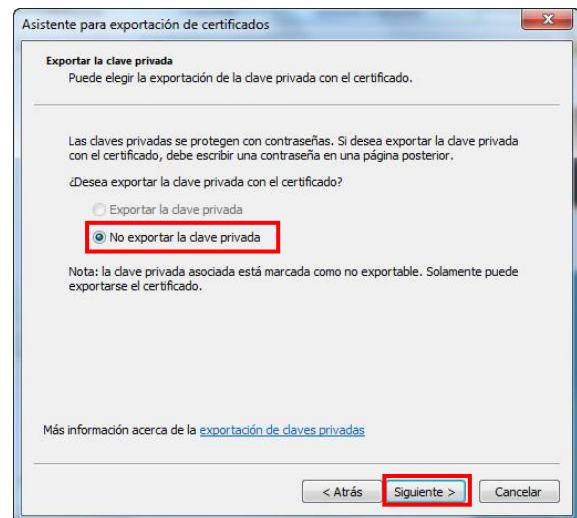 Asistente para exportación de certificados
Exportar la clave privada
Puede elegir la exportación de la clave privada con el certificado.
Las claves privadas se protegen con contraseñas. Si desea exportar la clave privada
con el certificado, debe escribir una contraseña en una página posterior.
¿Desea exportar la clave privada con el certificado?
Exportar la clave privada
No exportar la clave privada
Nota: la clave privada asociada está marcada como no exportable. Solamente puede
exportarse el certificado.
Más información acerca de la exportación de claves privadas
< Atrás Siguiente > Cancelar